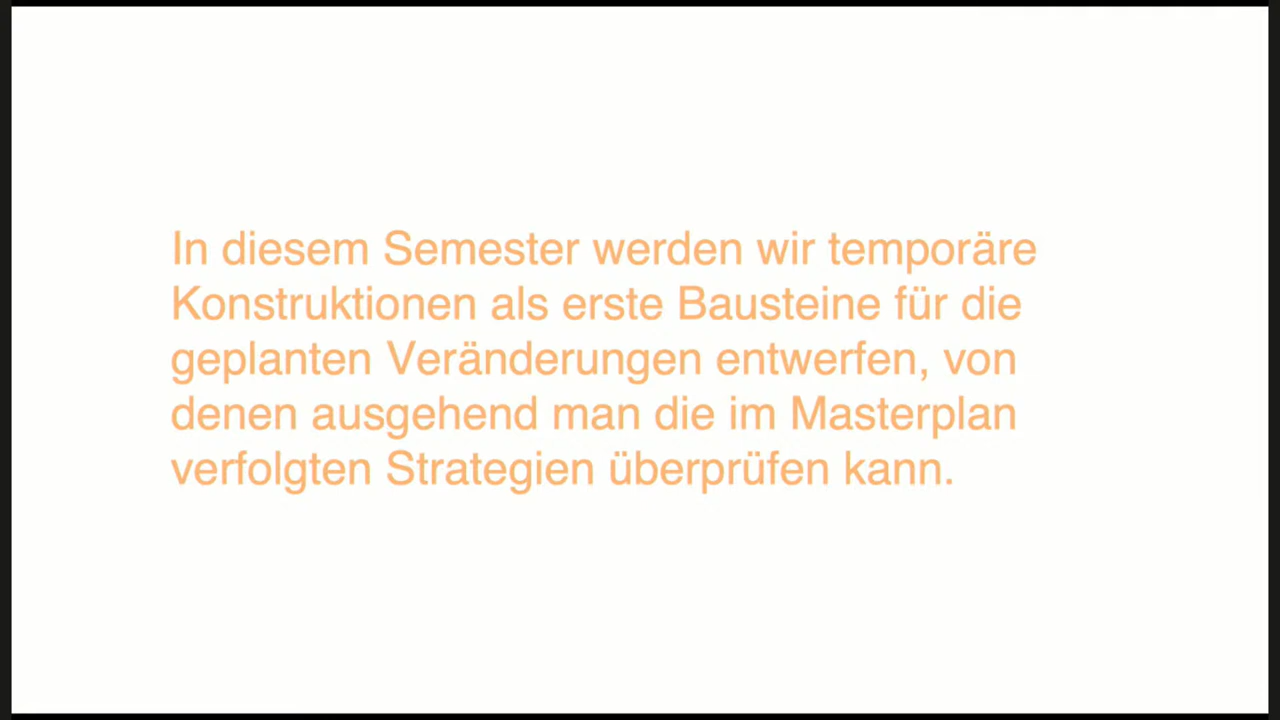 In diesem Semester werden wir temporäre
Konstruktionen als erste Bausteine für die
geplanten Veränderungen entwerfen, von
denen ausgehend man die im Masterplan
verfolgten Strategien überprüfen kann.